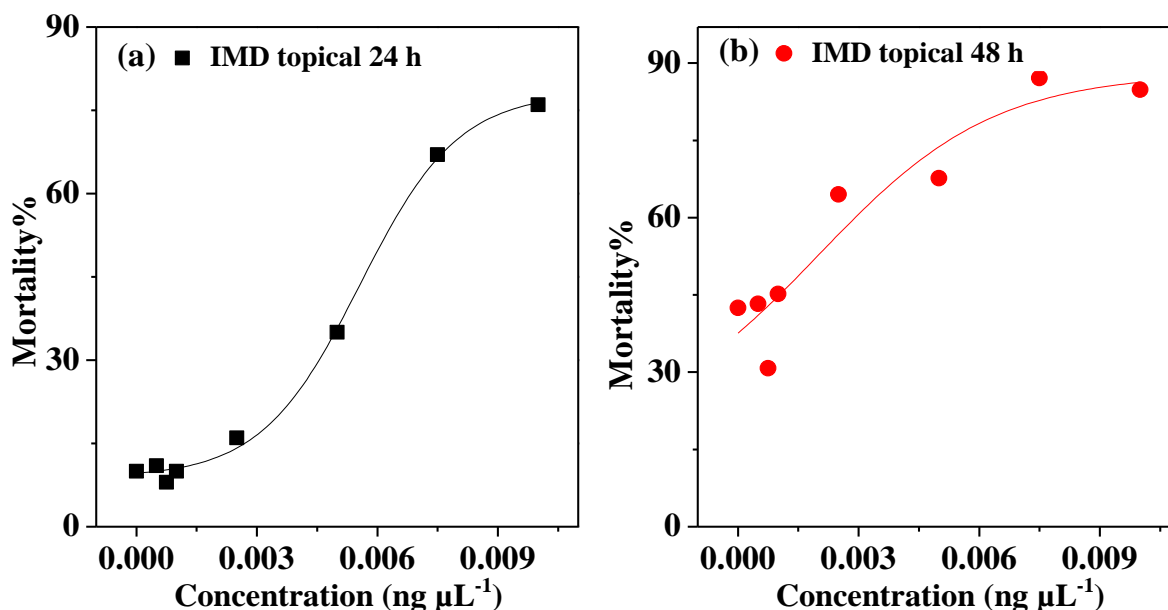 (a) IMD topical 24 h
Mortality%
90
60
30
0
0.000 0.003 0.006 0.009
Concentration (ng µL⁻¹)
(b) IMD topical 48 h
Mortality%
90
60
30
0
0.000 0.003 0.006 0.009
Concentration (ng µL⁻¹)